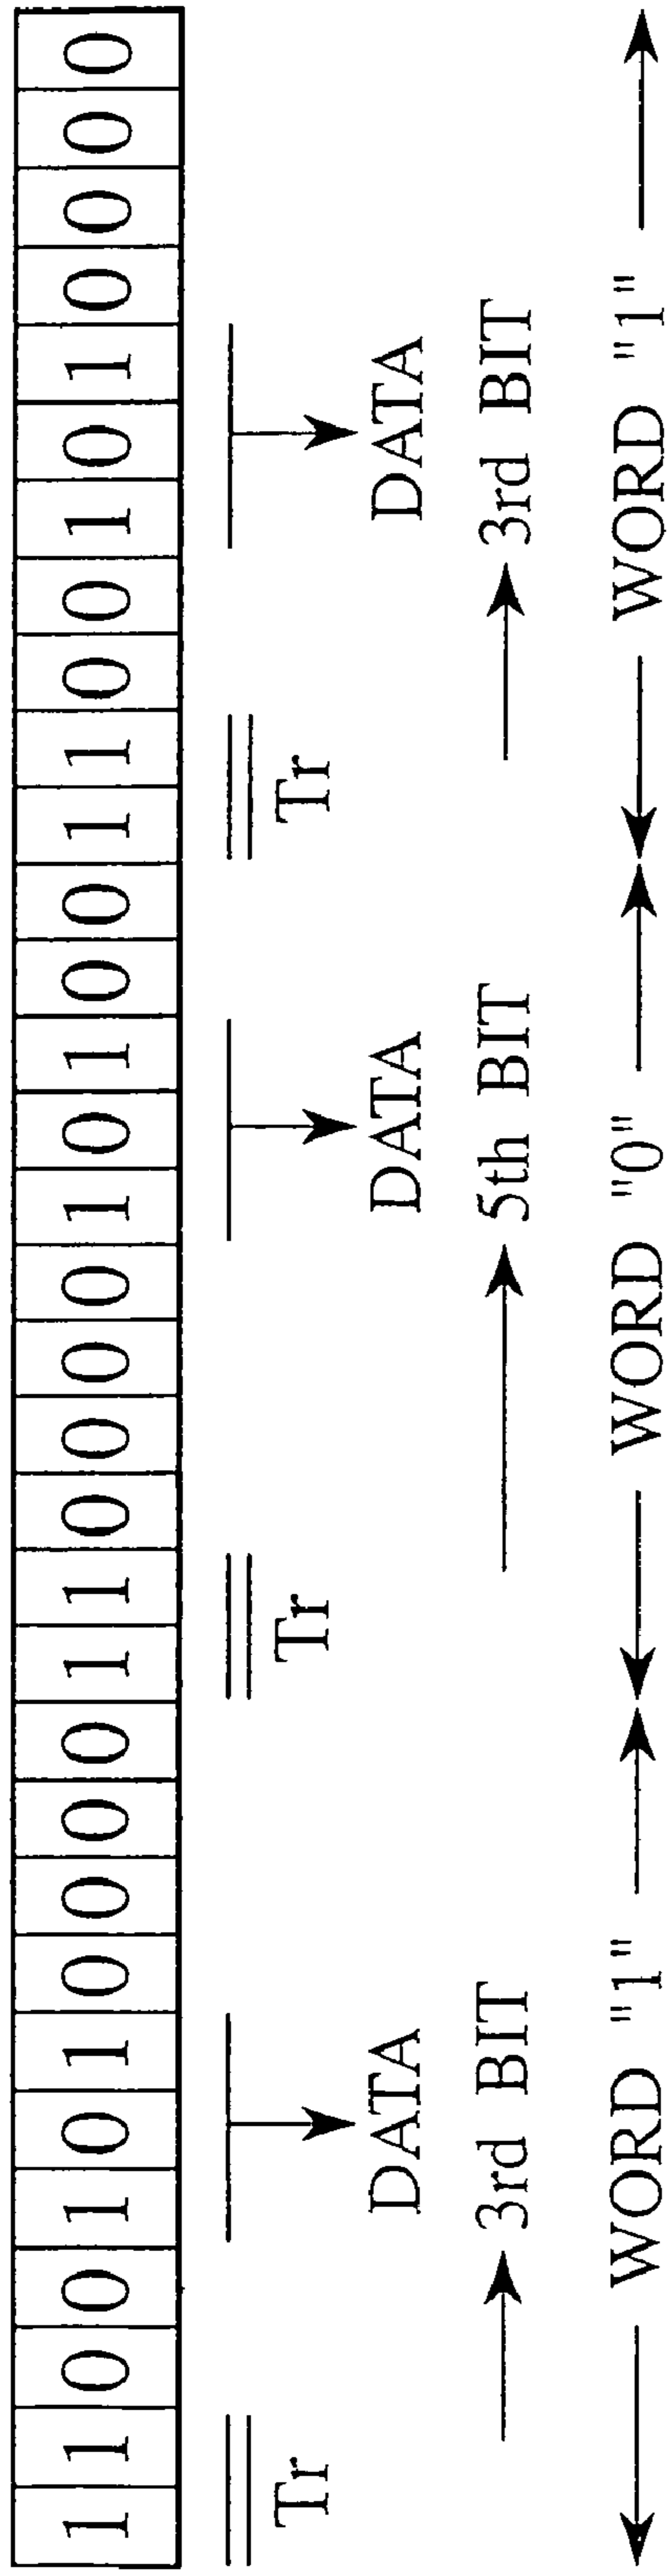 1 1 0 0 1 0 1 0 0 0 0 1 1 0 0 0 0 1 0 1 0 0 1 1 0 0 1 0 1 0 0 0 0
Tr Tr Tr
DATA DATA DATA
3rd BIT 5th BIT 3rd BIT
WORD "1" WORD "0" WORD "1"